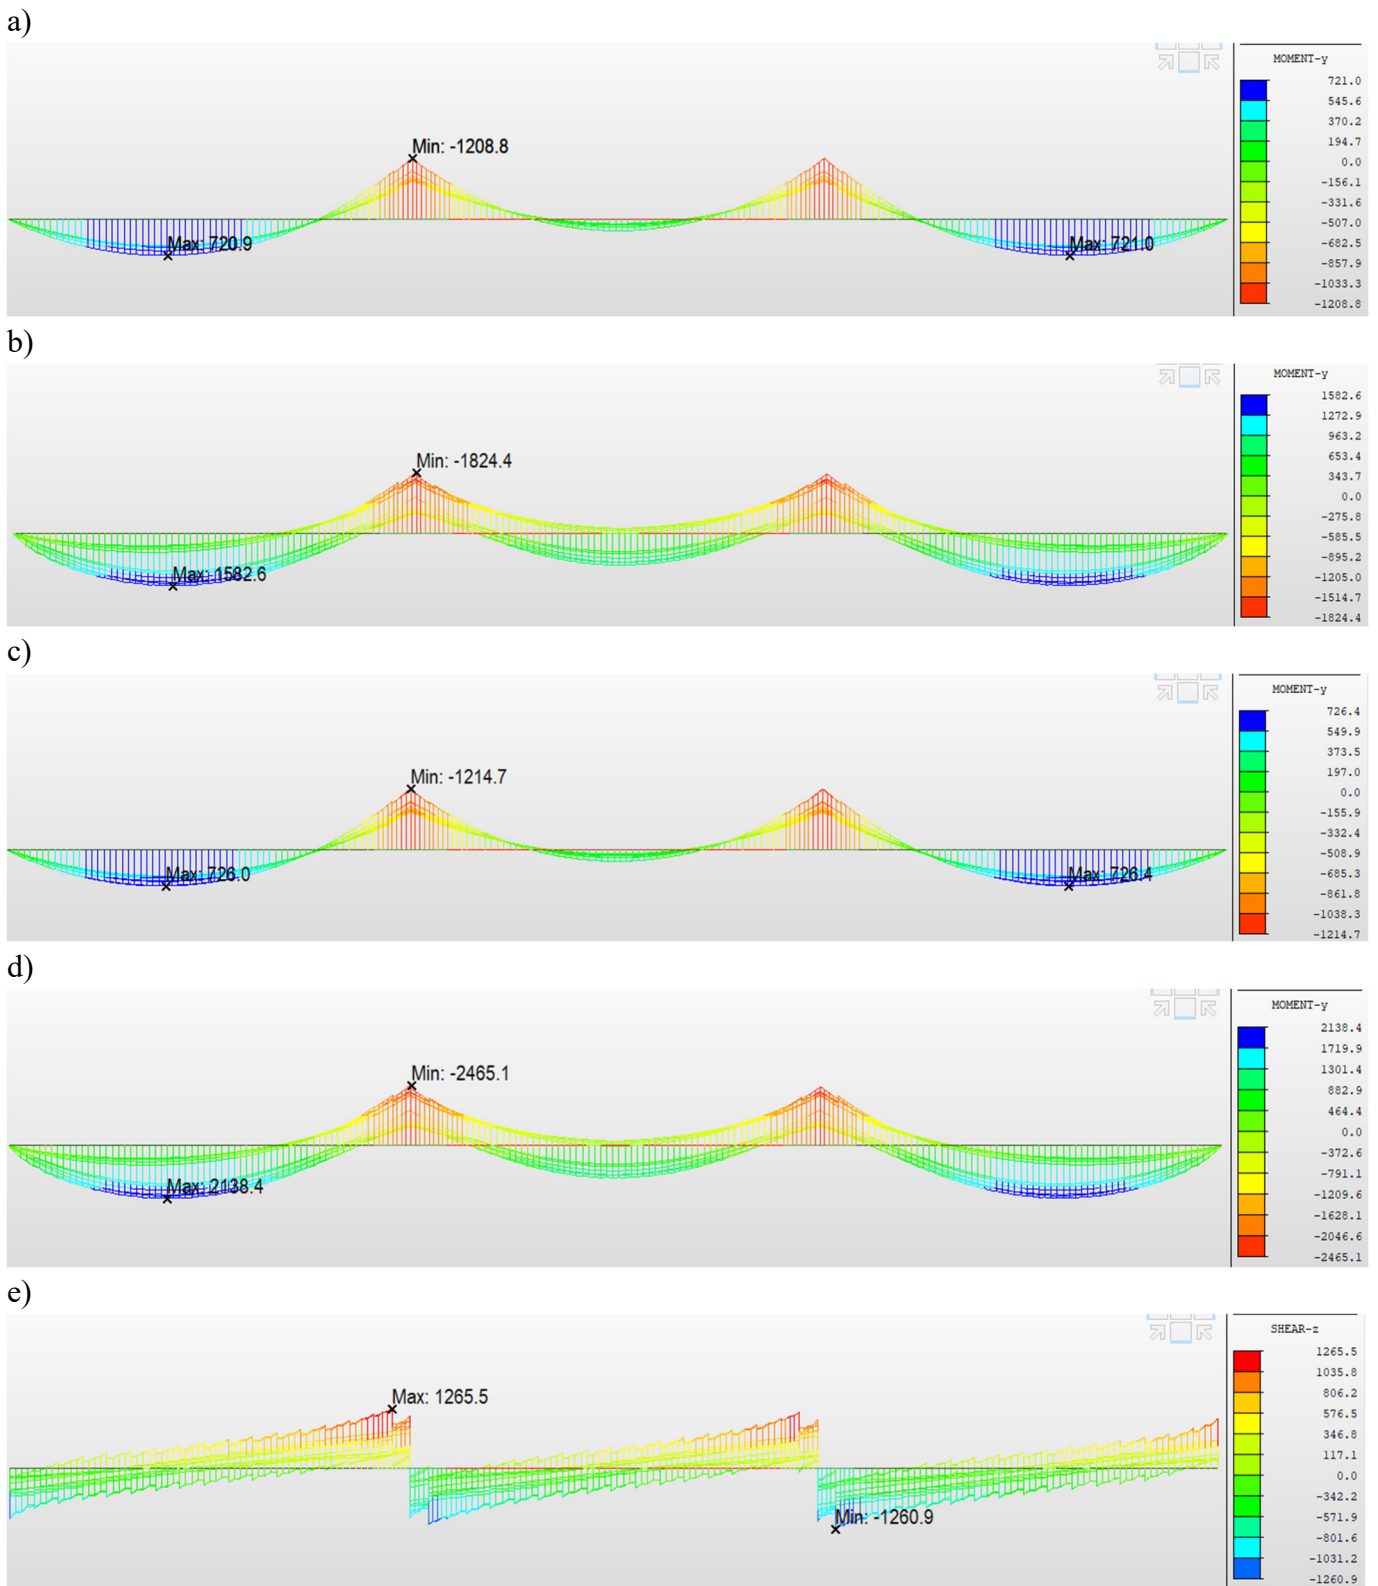 a)
MOMENT-y
721.0
545.6
370.2
194.7
0.0
-156.1
-331.6
-507.0
-682.5
-857.9
-1033.3
-1208.8
Min: -1208.8
Max: 720.9
Max: 721.0
b)
MOMENT-y
1582.6
1272.9
963.2
653.4
343.7
0.0
-275.8
-585.5
-895.2
-1205.0
-1514.7
-1824.4
Min: -1824.4
Max: 1582.6
c)
MOMENT-y
726.4
549.9
373.5
197.0
0.0
-155.9
-332.4
-508.9
-685.3
-861.8
-1038.3
-1214.7
Min: -1214.7
Max: 726.0
Max: 726.4
d)
MOMENT-y
2138.4
1719.9
1301.4
882.9
464.4
0.0
-372.6
-791.1
-1209.6
-1628.1
-2046.6
-2465.1
Min: -2465.1
Max: 2138.4
e)
SHEAR-z
1265.5
1035.8
806.2
576.5
346.8
117.1
0.0
-342.2
-571.9
-801.6
-1031.2
-1260.9
Max: 1265.5
Min: -1260.9